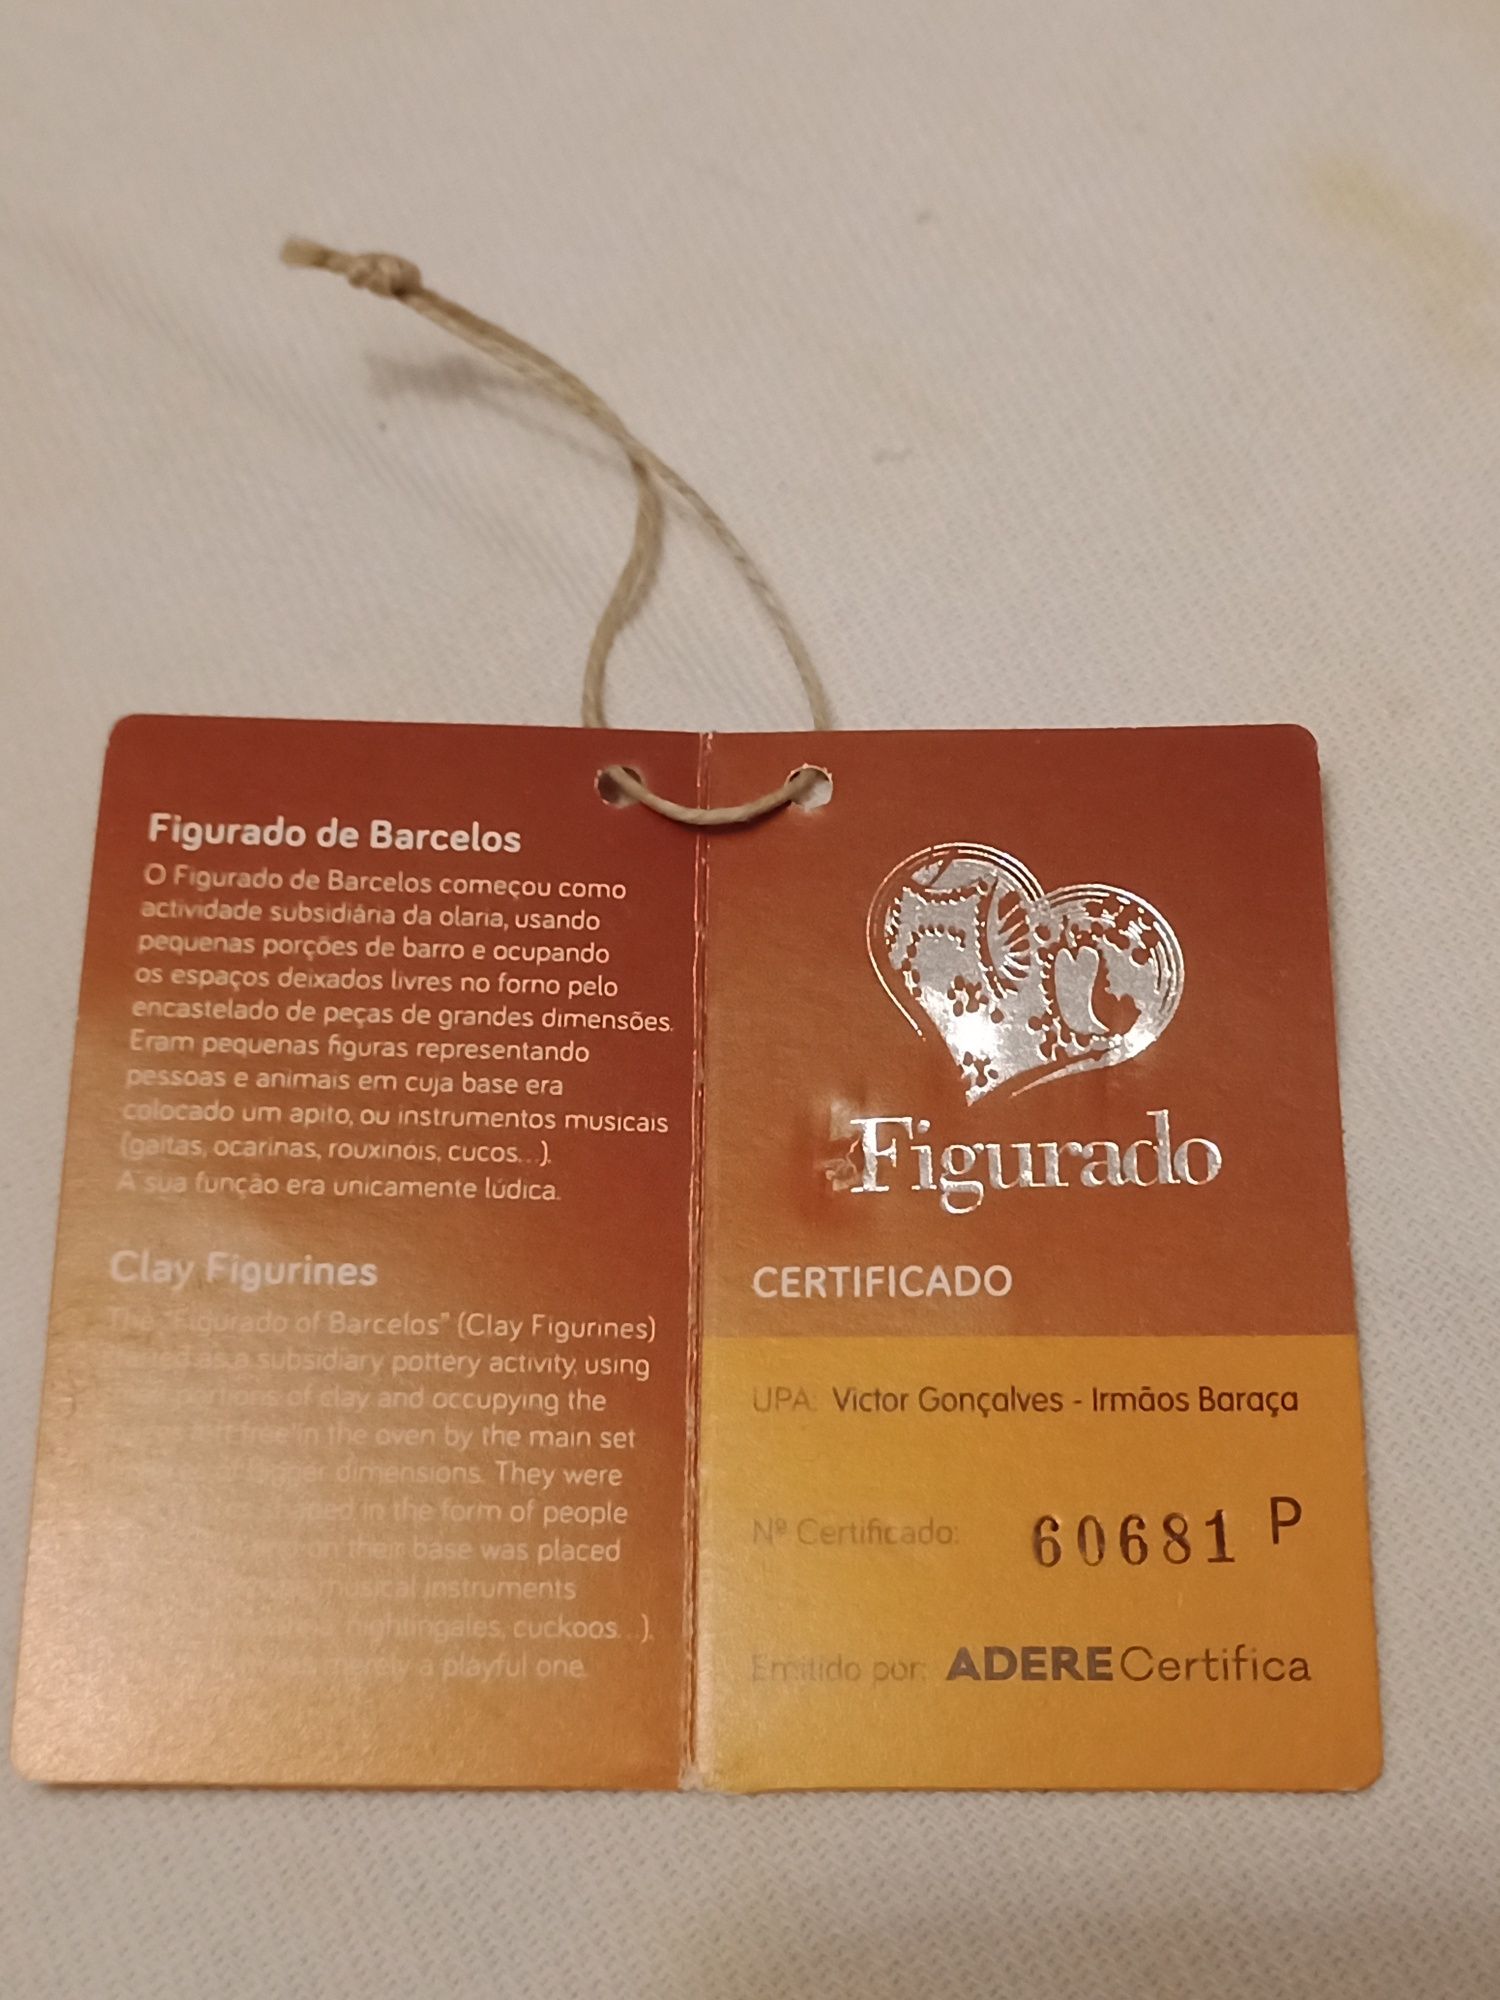 Figurado de Barcelos
O Figurado de Barcelos começou como
actividade subsidiária da olaria, usando
pequenas porções de barro e ocupando
os espaços deixados livres no forno pelo
encastelado de peças de grandes dimensões.
Eram pequenas figuras representando
pessoas e animais em cuja base era
colocado um apito, ou instrumentos musicais
(gaitas, ocarinas, rouxinóis, cucos...).
A sua função era unicamente lúdica.
Clay Figurines
The "Figurado of Barcelos" (Clay Figurines)
started as a subsidiary pottery activity, using
portions of clay and occupying the
left free in the oven by the main set
of bigger dimensions. They were
shaped in the form of people
on their base was placed
musical instruments
nightingales, cuckoos...).
merely a playful one.
Figurado
CERTIFICADO
UPA: Victor Gonçalves - Irmãos Baraça
Nº Certificado: 60681 P
Emitido por: ADERE Certifica